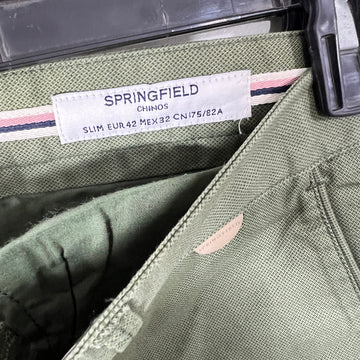 SPRINGFIELD
CHINOS
SLIM EUR 42 MEX 32 CN 175/82A